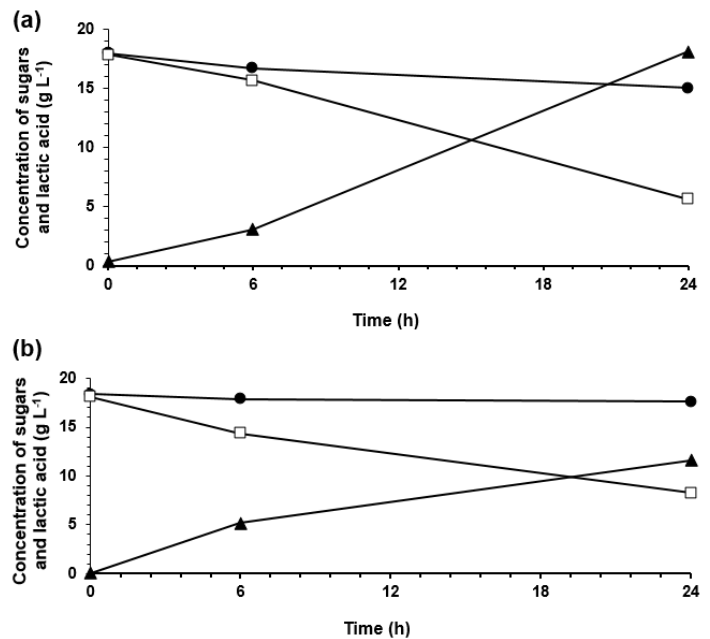 (a)
Concentration of sugars
and lactic acid (g L-1)
20
15
10
5
0
0 6 12 18 24
Time (h)
(b)
Concentration of sugars
and lactic acid (g L-1)
20
15
10
5
0
0 6 12 18 24
Time (h)